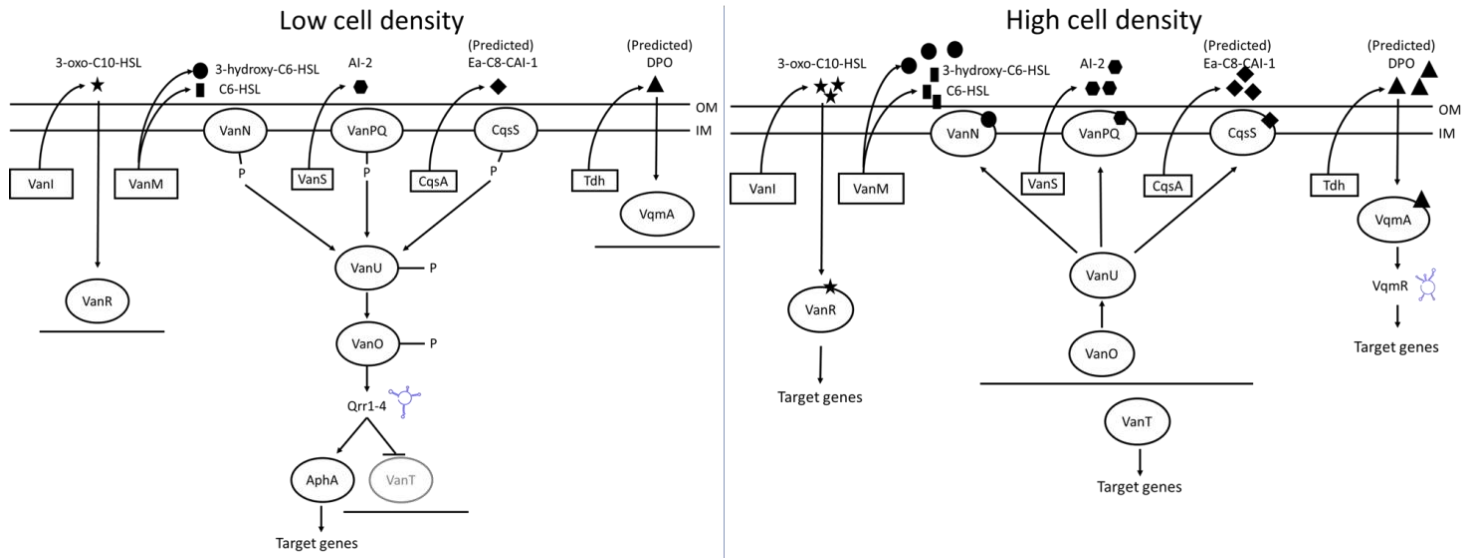 Low cell density
3-oxo-C10-HSL
3-hydroxy-C6-HSL
C6-HSL
AI-2
(Predicted)
Ea-C8-CAI-1
(Predicted)
DPO
OM
IM
VanN
VanPQ
CqsS
P
P
P
VanI
VanM
VanS
CqsA
Tdh
VqmA
VanU
P
VanR
VanO
P
Qrr1-4
AphA
VanT
Target genes
High cell density
3-oxo-C10-HSL
3-hydroxy-C6-HSL
C6-HSL
AI-2
(Predicted)
Ea-C8-CAI-1
(Predicted)
DPO
OM
IM
VanN
VanPQ
CqsS
VanI
VanM
VanS
CqsA
Tdh
VqmA
VanU
VqmR
VanR
VanO
Target genes
Target genes
VanT
Target genes